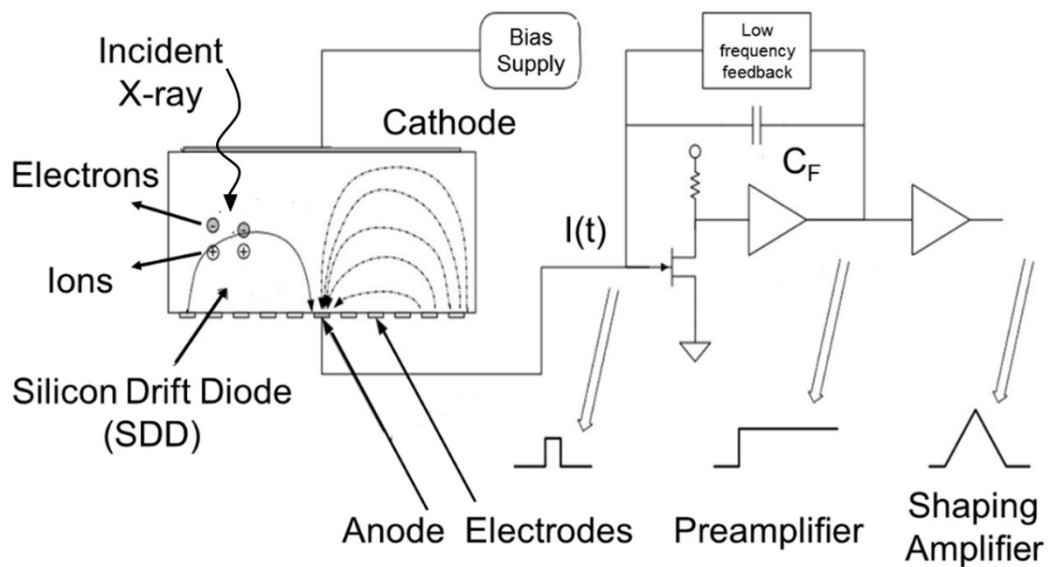 Incident
X-ray
Bias
Supply
Low
frequency
feedback
Cathode
Electrons
C_F
I(t)
Ions
Silicon Drift Diode
(SDD)
Anode
Electrodes
Preamplifier
Shaping
Amplifier